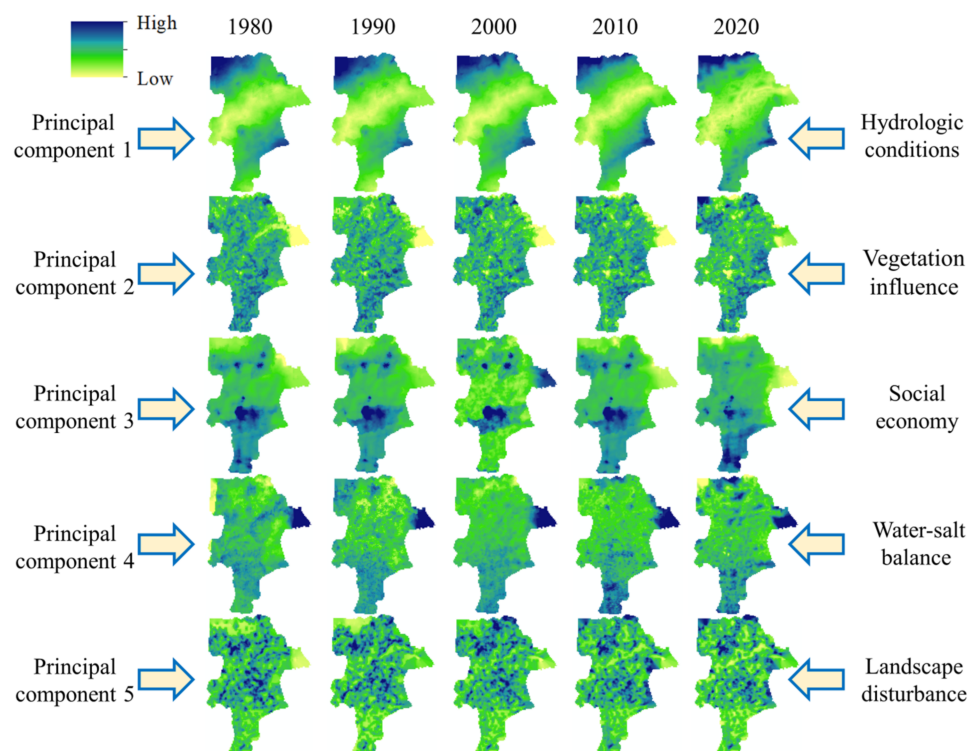 High
Low
1980 1990 2000 2010 2020
Principal
component 1
Hydrologic
conditions
Principal
component 2
Vegetation
influence
Principal
component 3
Social
economy
Principal
component 4
Water-salt
balance
Principal
component 5
Landscape
disturbance